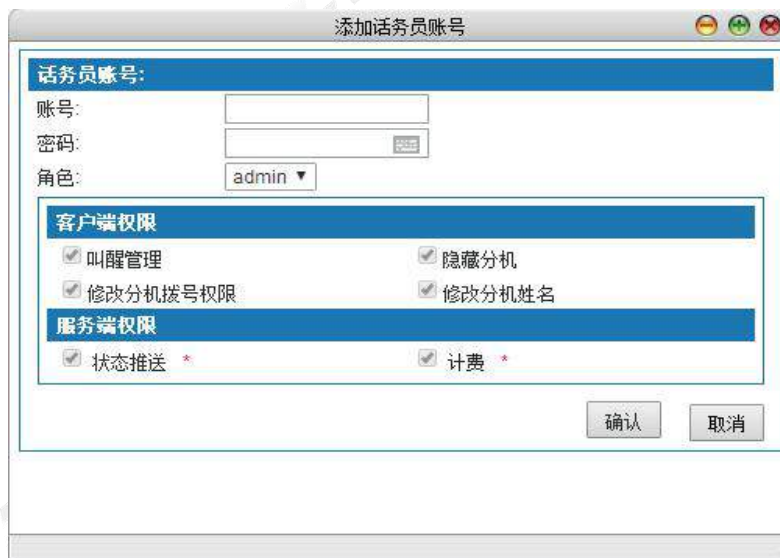 添加话务员账号
话务员账号:
账号:
密码:
角色: admin
客户端权限
叫醒管理 隐藏分机
修改分机拨号权限 修改分机姓名
服务端权限
状态推送 * 计费 *
确认 取消